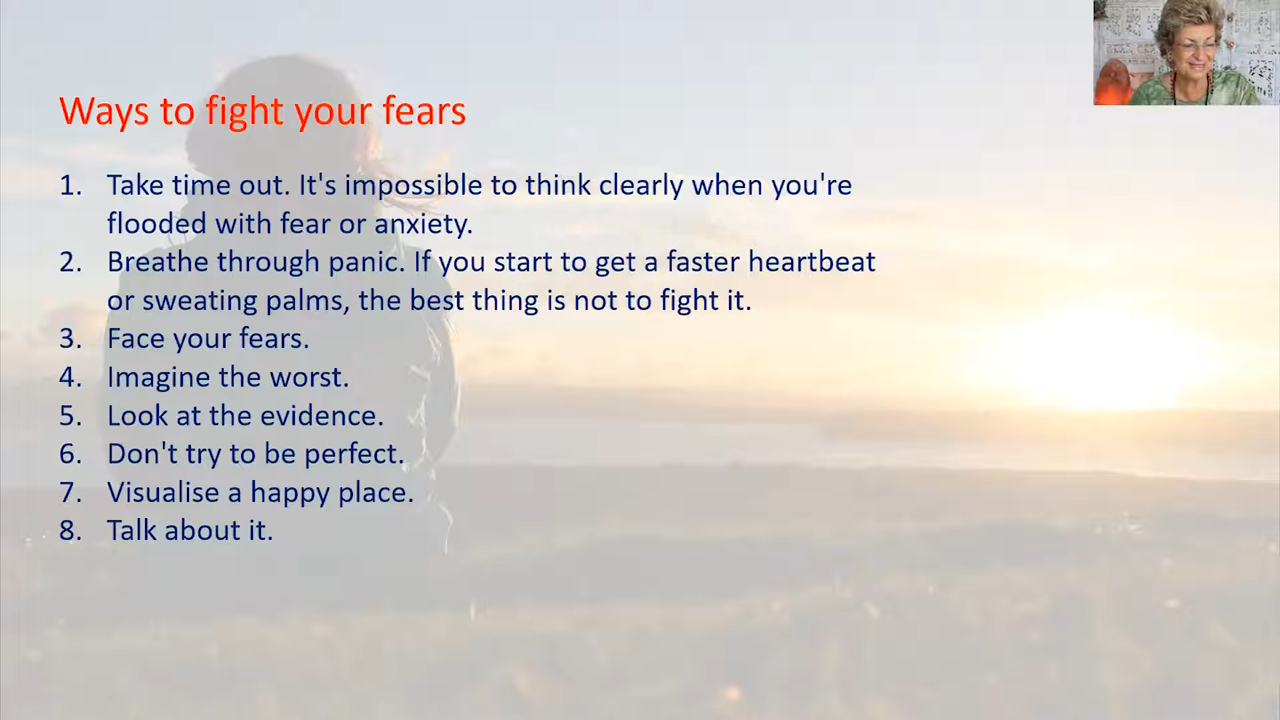 Ways to fight your fears
1. Take time out. It's impossible to think clearly when you're
flooded with fear or anxiety.
2. Breathe through panic. If you start to get a faster heartbeat
or sweating palms, the best thing is not to fight it.
3. Face your fears.
4. Imagine the worst.
5. Look at the evidence.
6. Don't try to be perfect.
7. Visualise a happy place.
8. Talk about it.